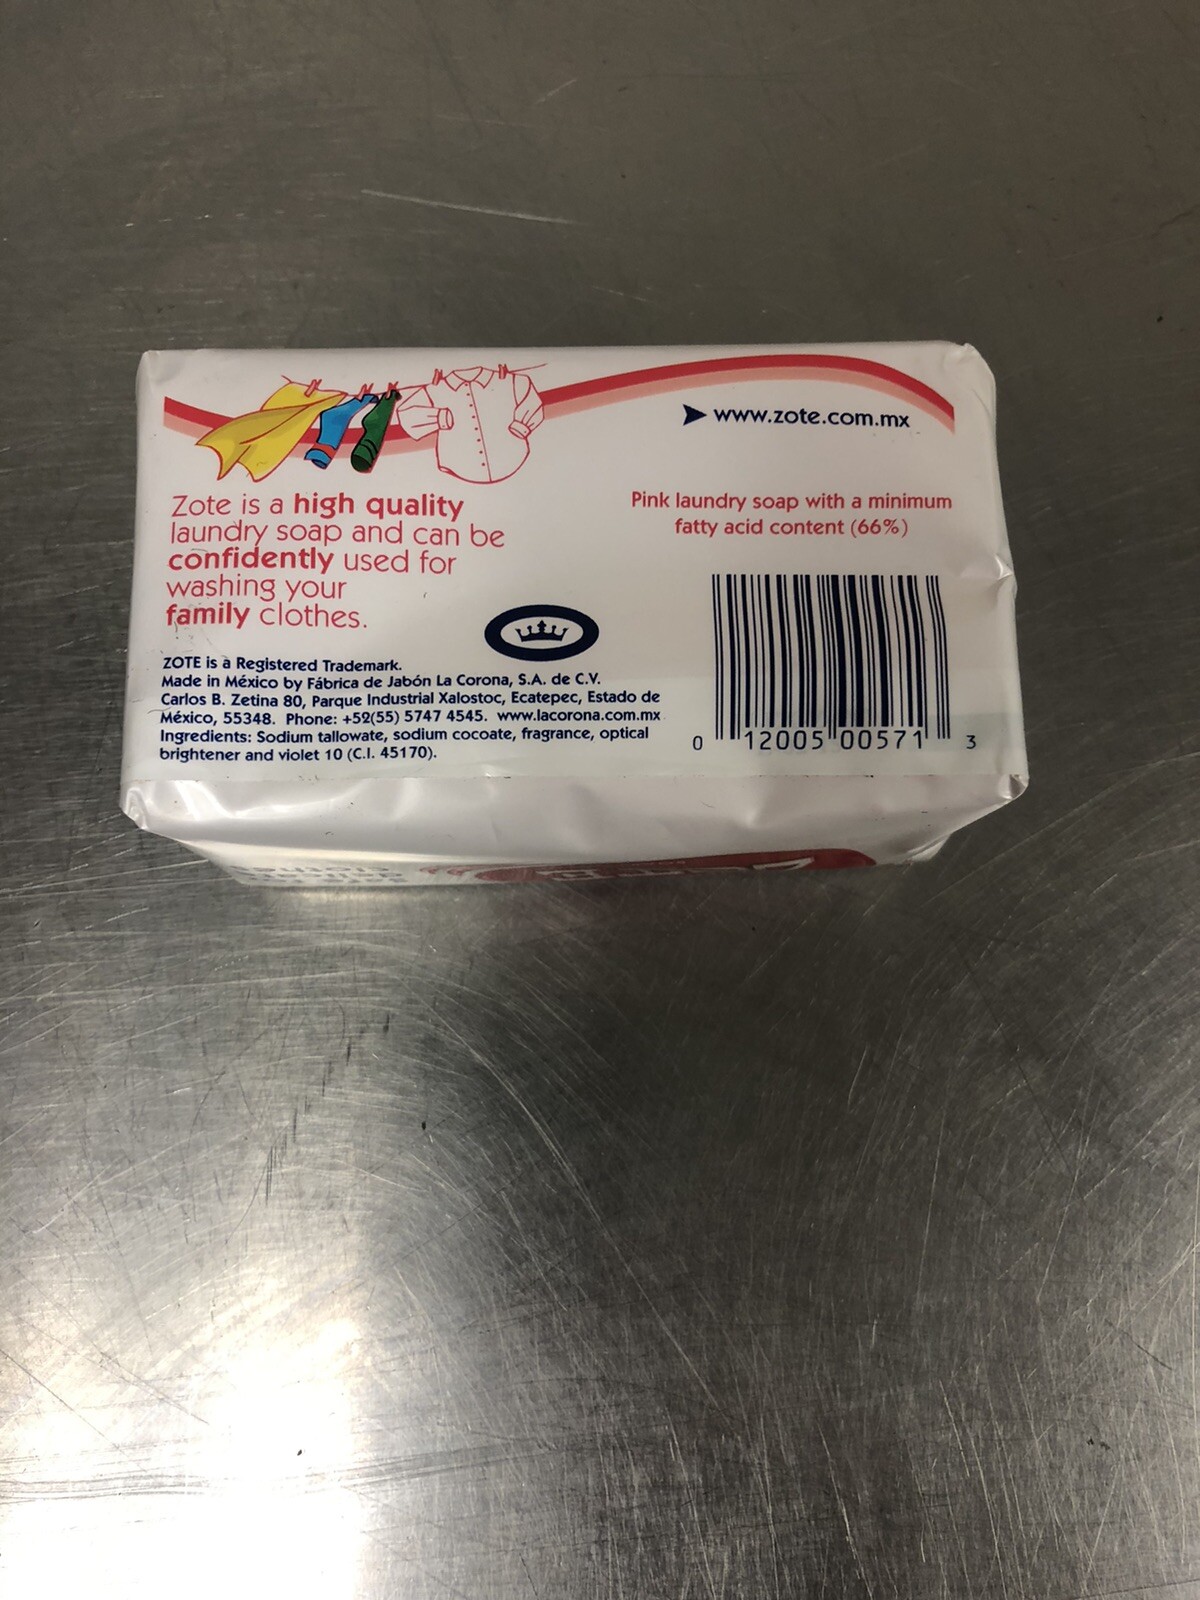 www.zote.com.mx
Zote is a high quality
laundry soap and can be
confidently used for
washing your
family clothes.
Pink laundry soap with a minimum
fatty acid content (66%)
ZOTE is a Registered Trademark.
Made in México by Fábrica de Jabón La Corona, S.A. de C.V.
Carlos B. Zetina 80, Parque Industrial Xalostoc, Ecatepec, Estado de
México, 55348. Phone: +52(55) 5747 4545. www.lacorona.com.mx
Ingredients: Sodium tallowate, sodium cocoate, fragrance, optical
brightener and violet 10 (C.I. 45170).
0 12005 00571 3